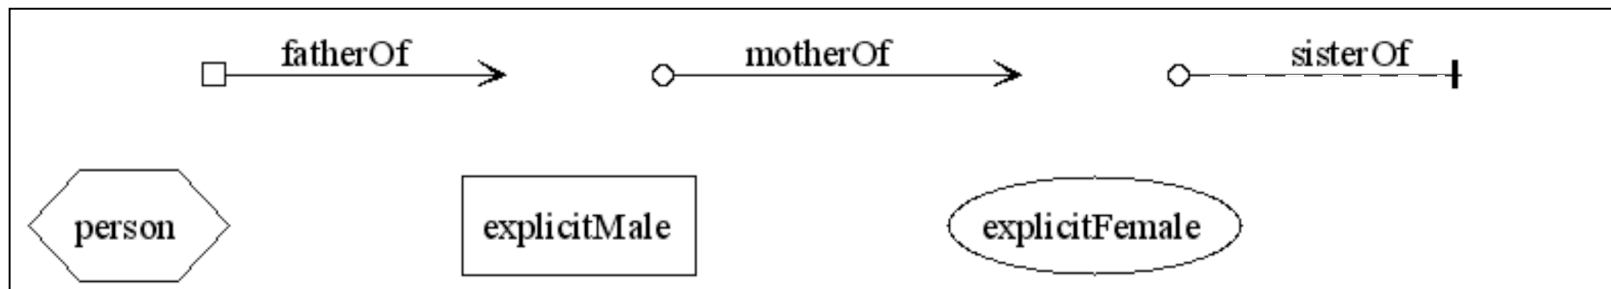 fatherOf motherOf sisterOf
person explicitMale explicitFemale